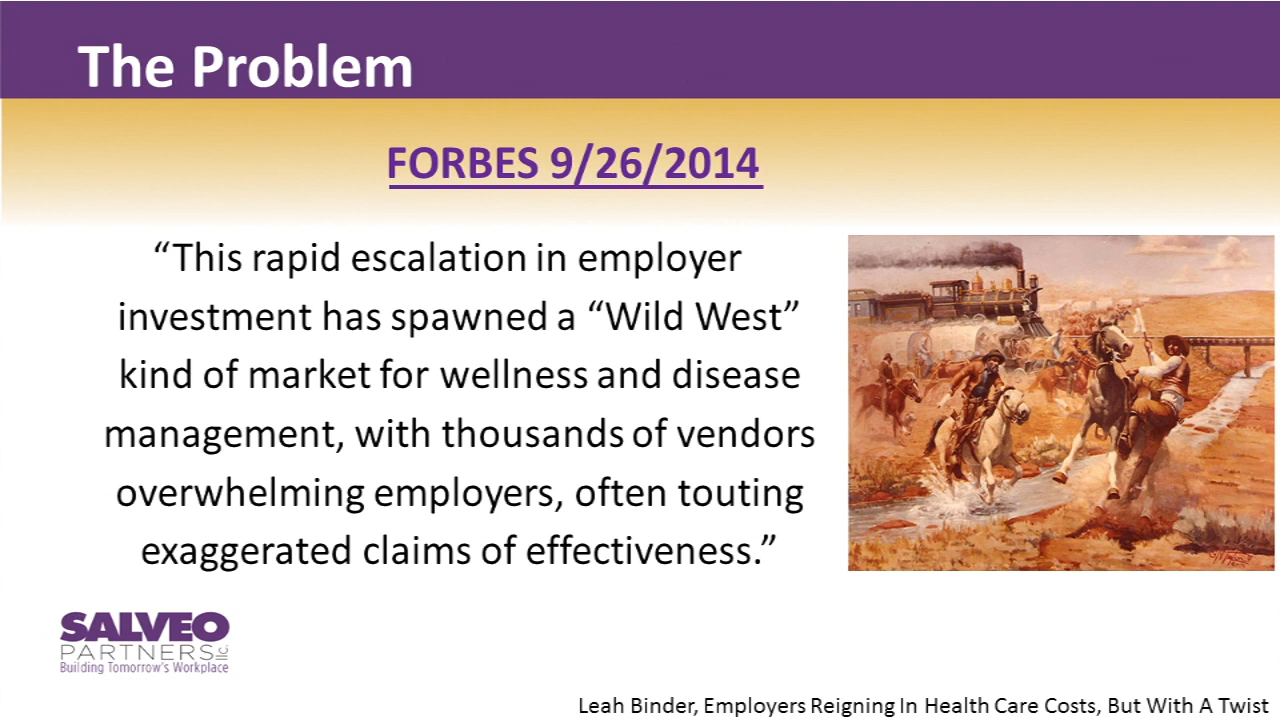 The Problem
FORBES 9/26/2014
“This rapid escalation in employer
investment has spawned a “Wild West”
kind of market for wellness and disease
management, with thousands of vendors
overwhelming employers, often touting
exaggerated claims of effectiveness.”
SALVEO
PARTNERS LLC.
Building Tomorrow's Workplace
Leah Binder, Employers Reigning In Health Care Costs, But With A Twist